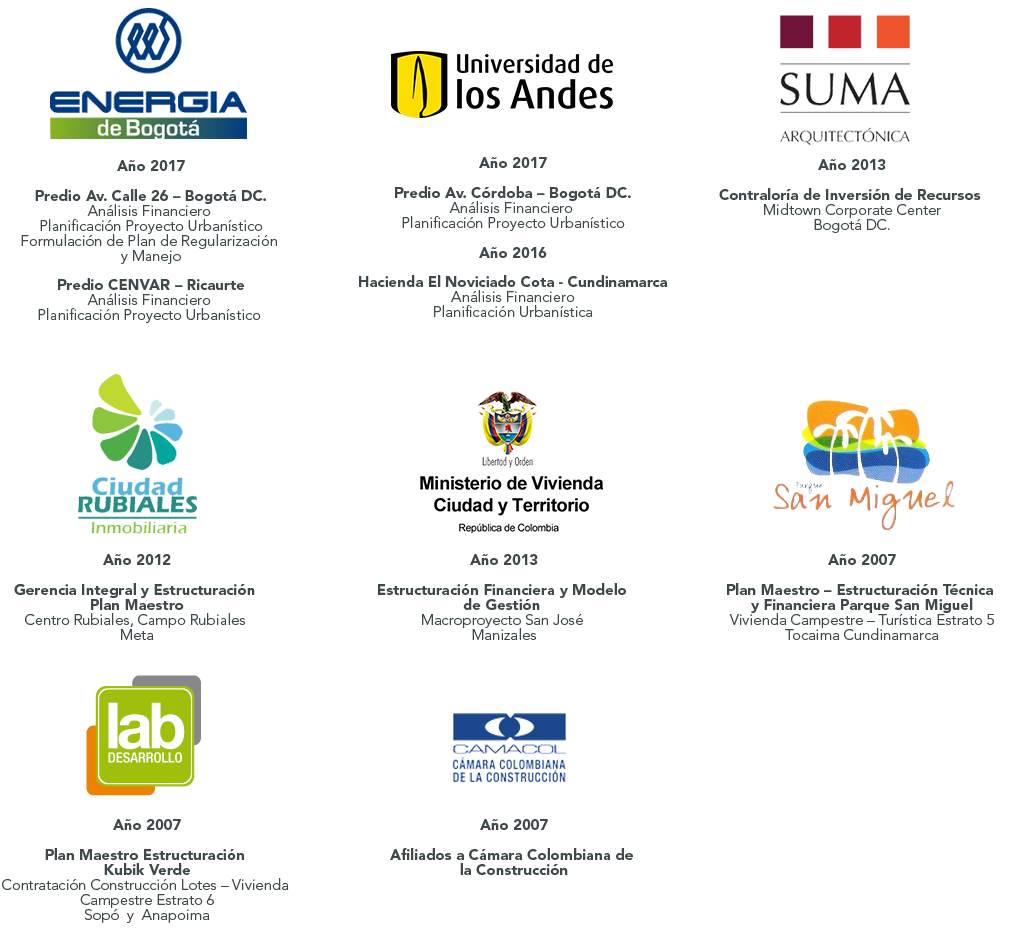 ENERGIA
de Bogotá
Año 2017
Predio Av. Calle 26 – Bogotá DC.
Análisis Financiero
Planificación Proyecto Urbanístico
Formulación de Plan de Regularización
y Manejo
Predio CENVAR – Ricaurte
Análisis Financiero
Planificación Proyecto Urbanístico
Universidad de
los Andes
Año 2017
Predio Av. Córdoba – Bogotá DC.
Análisis Financiero
Planificación Proyecto Urbanístico
Año 2016
Hacienda El Noviciado Cota - Cundinamarca
Análisis Financiero
Planificación Urbanística
SUMA
ARQUITECTÓNICA
Año 2013
Contraloría de Inversión de Recursos
Midtown Corporate Center
Bogotá DC.
Ciudad
RUBIALES
Inmobiliaria
Año 2012
Gerencia Integral y Estructuración
Plan Maestro
Centro Rubiales, Campo Rubiales
Meta
Libertad y Orden
Ministerio de Vivienda
Ciudad y Territorio
República de Colombia
Año 2013
Estructuración Financiera y Modelo
de Gestión
Macroproyecto San José
Manizales
Parque
San Miguel
Año 2007
Plan Maestro – Estructuración Técnica
y Financiera Parque San Miguel
Vivienda Campestre – Turística Estrato 5
Tocaima Cundinamarca
lab
DESARROLLO
Año 2007
Plan Maestro Estructuración
Kubik Verde
Contratación Construcción Lotes – Vivienda
Campestre Estrato 6
Sopó y Anapoima
CAMACOL
CÁMARA COLOMBIANA
DE LA CONSTRUCCIÓN
Año 2007
Afiliados a Cámara Colombiana de
la Construcción